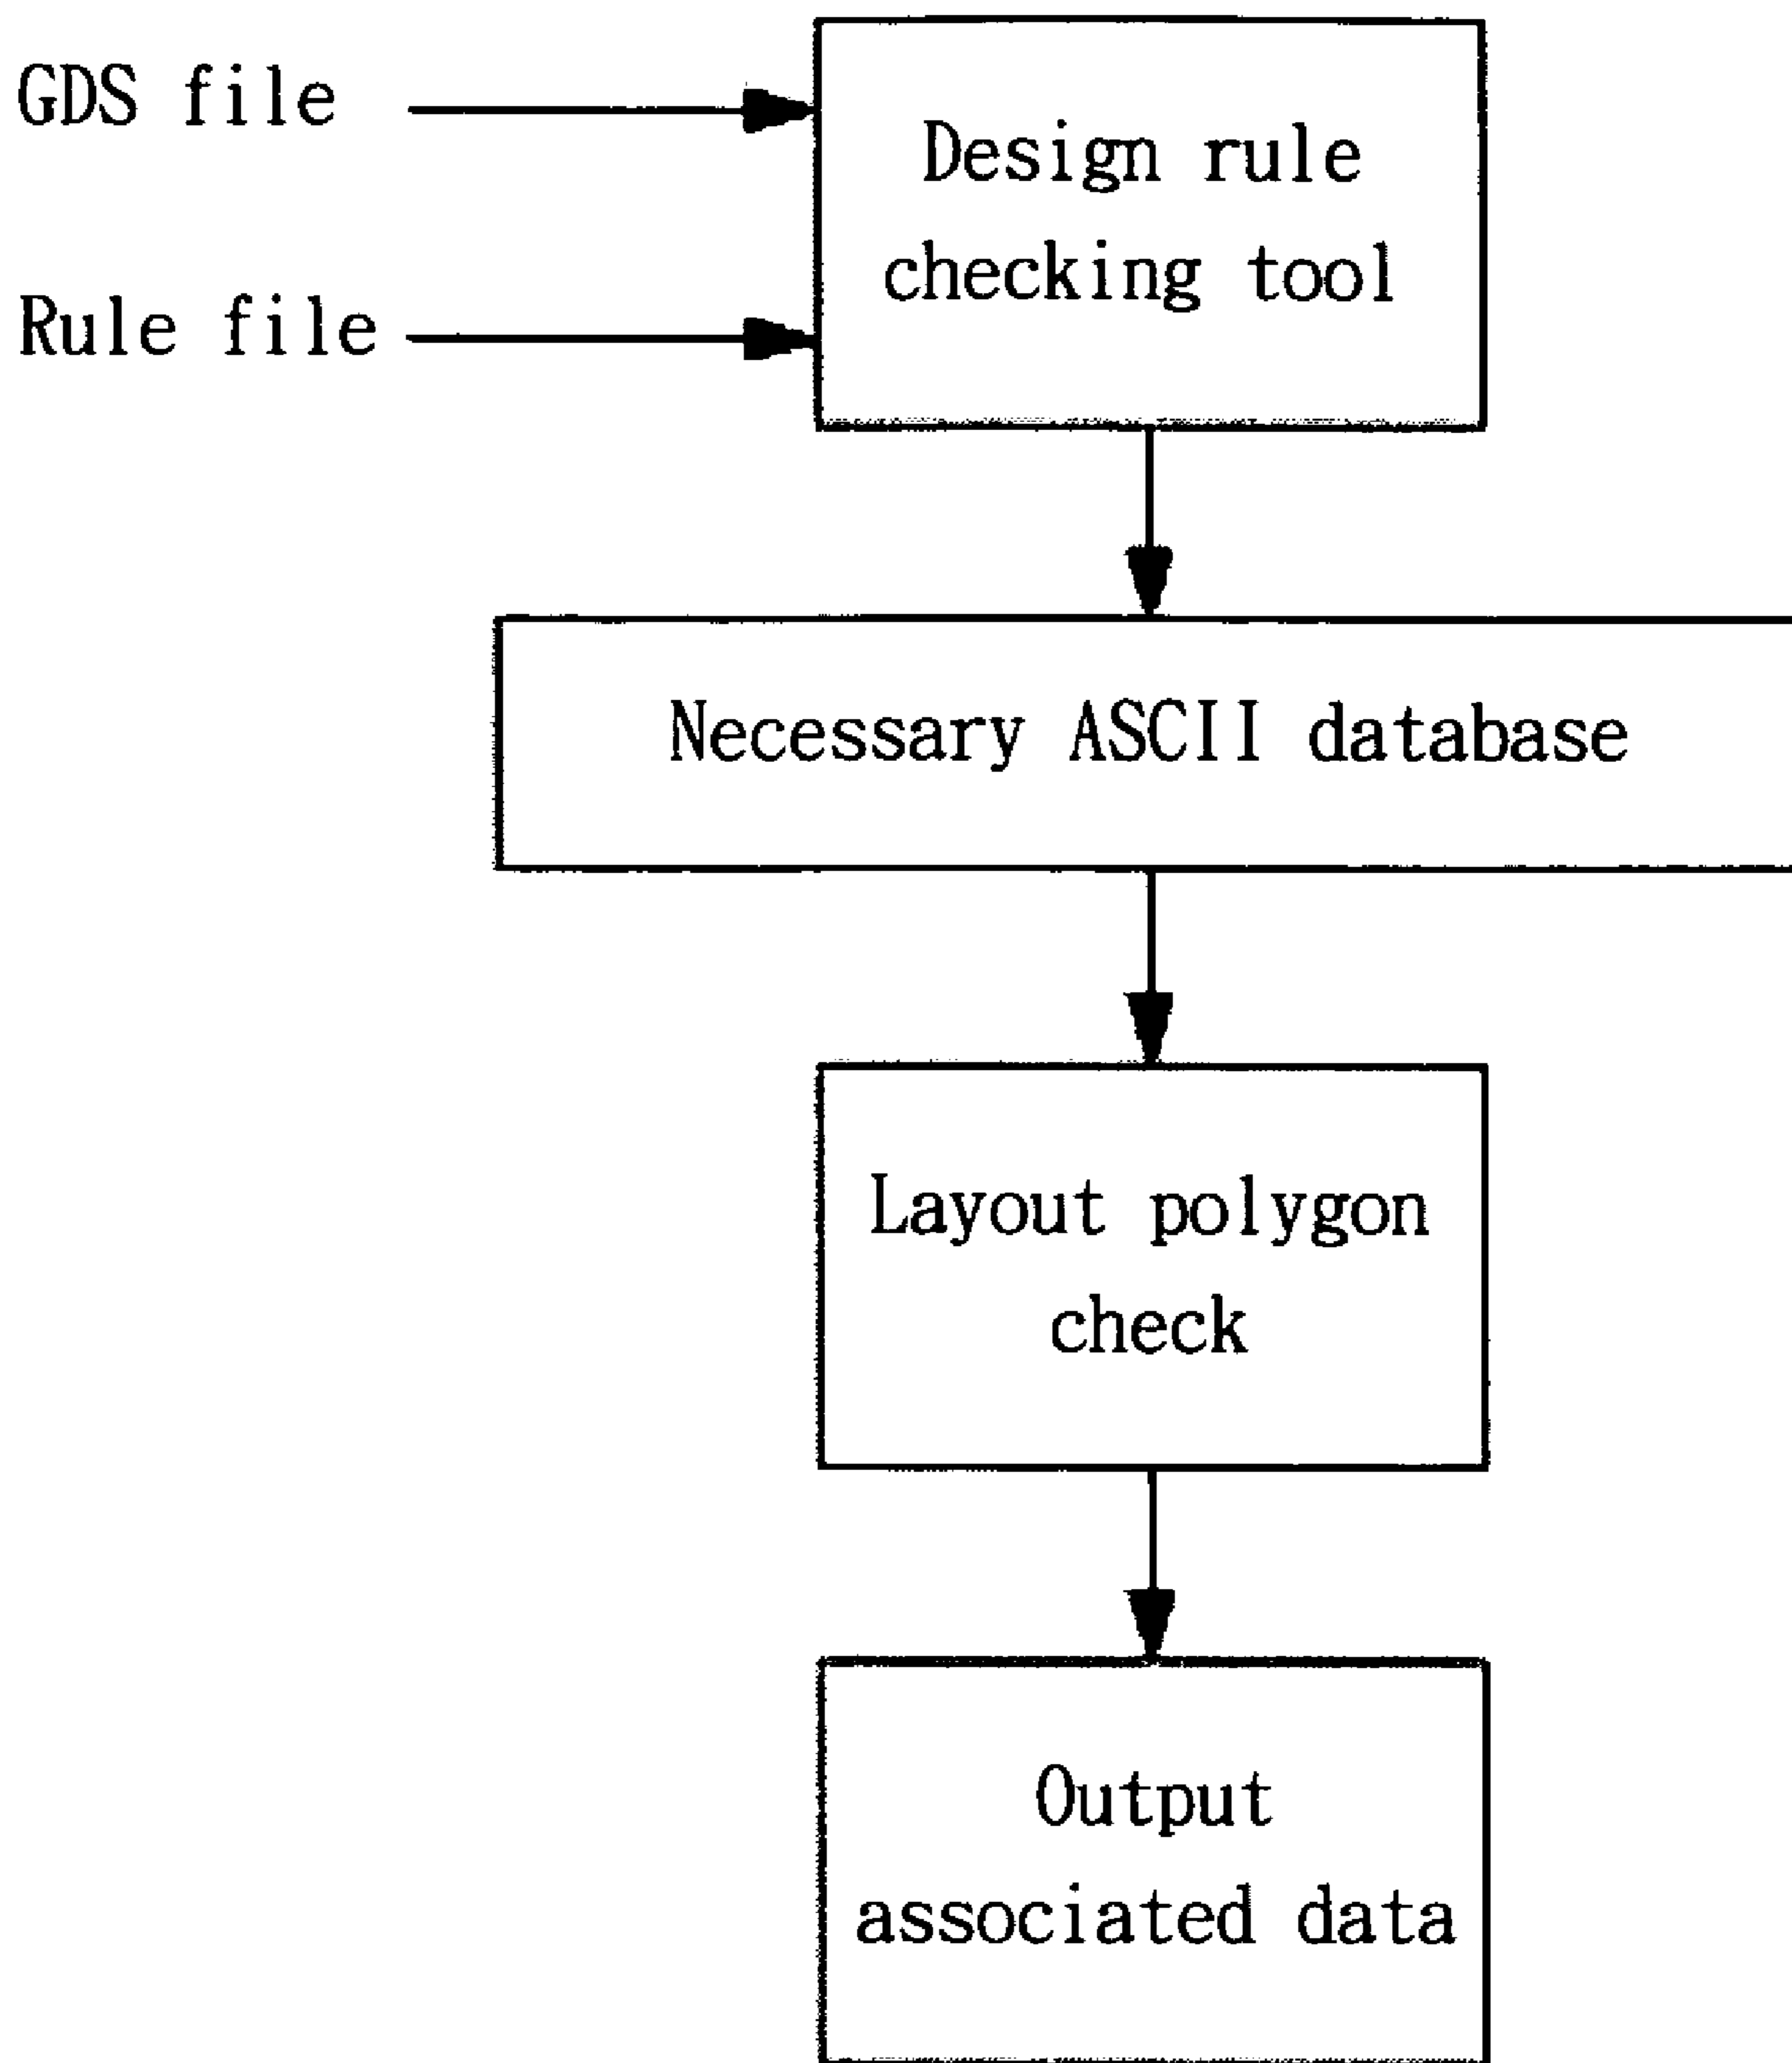 GDS file
Design rule
checking tool
Rule file
Necessary ASCII database
Layout polygon
check
Output
associated data